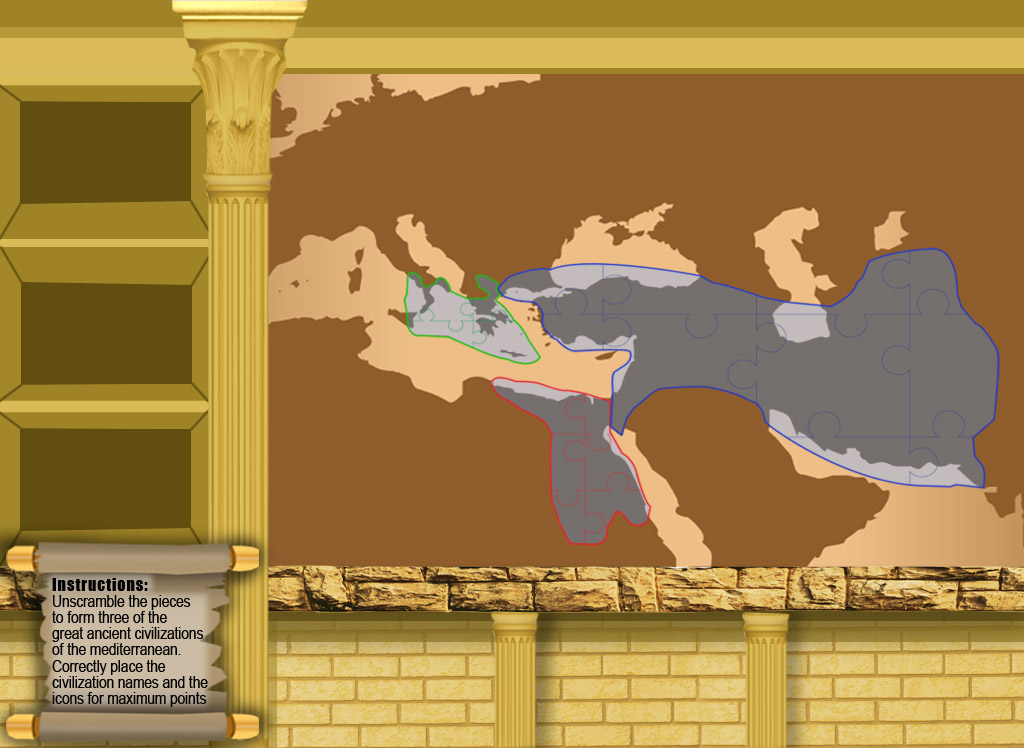 Instructions:
Unscramble the pieces
to form three of the
great ancient civilizations
of the mediterranean.
Correctly place the
civilization names and the
icons for maximum points